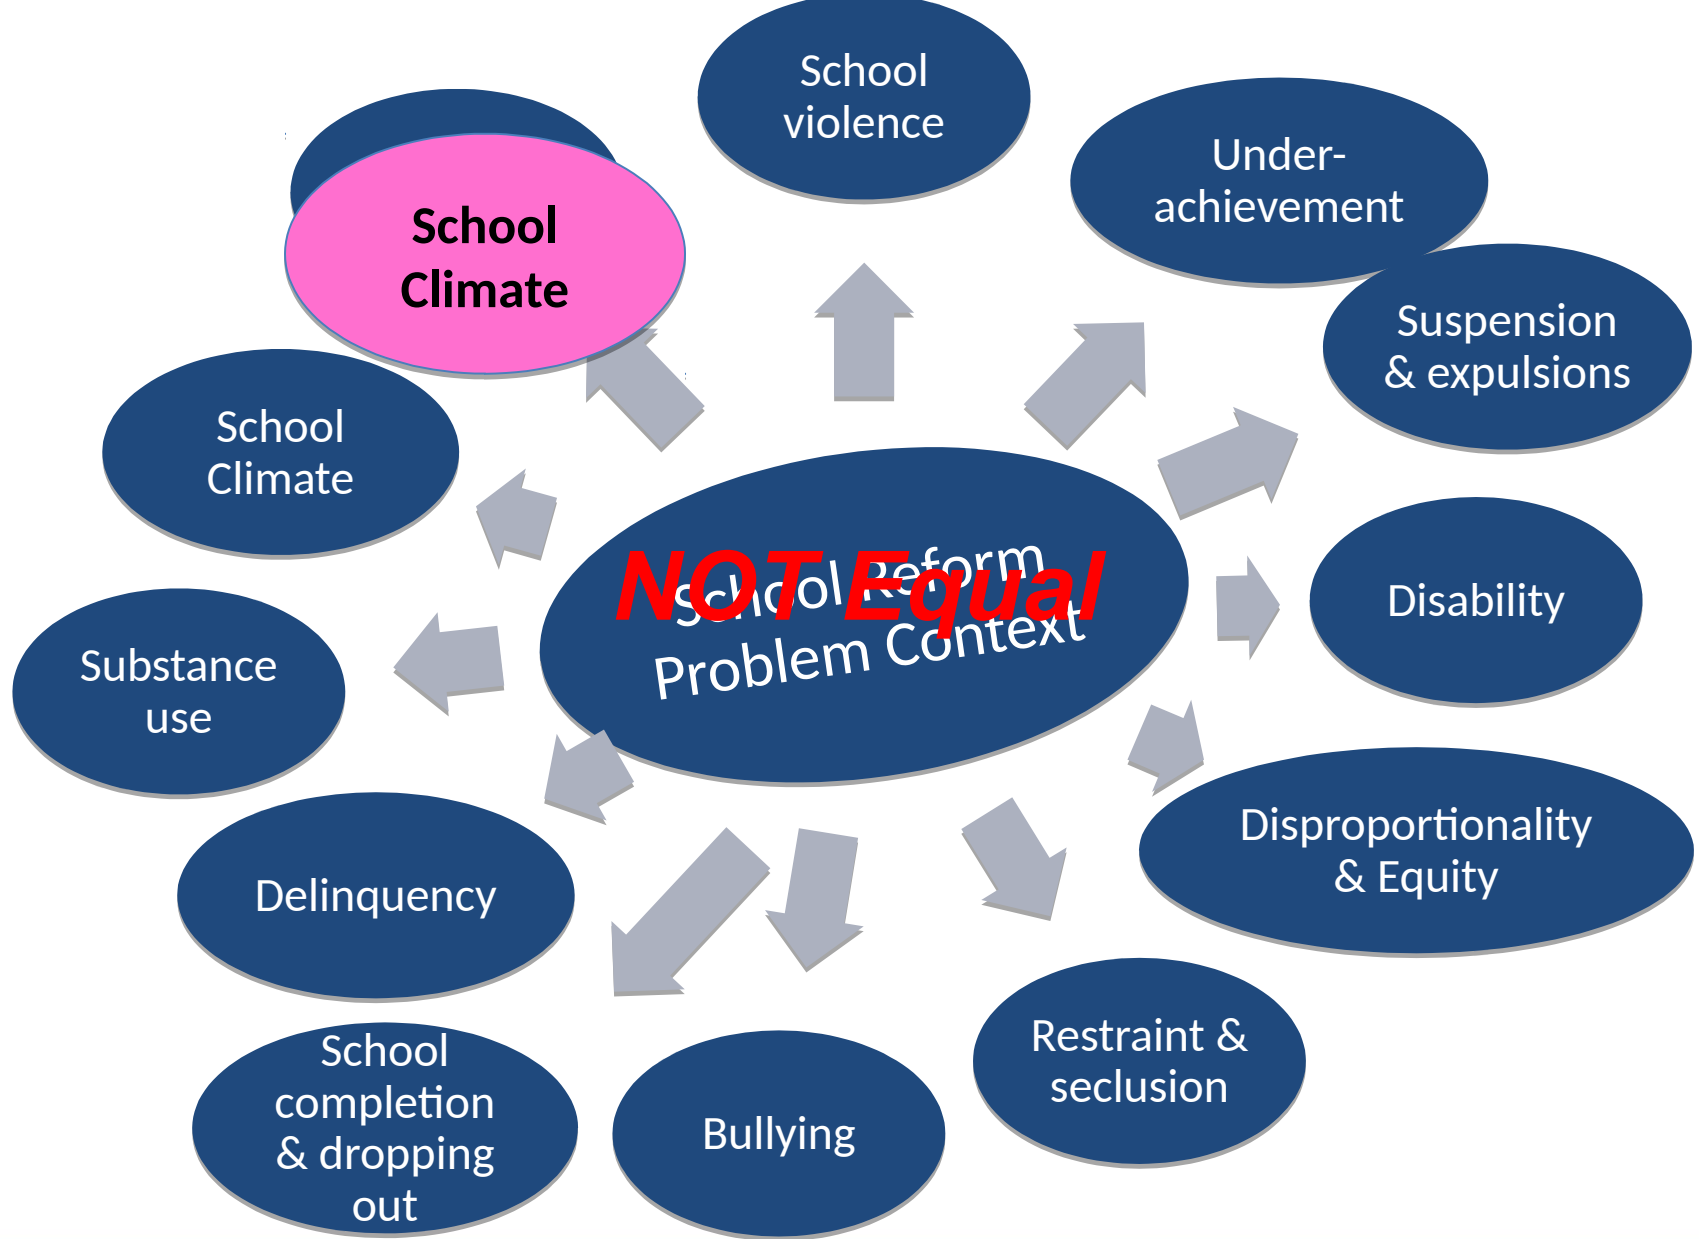 School
violence
Under-
achievement
School
Climate
Suspension
& expulsions
School
Climate
NOT Equal
School Reform
Problem Context
Disability
Substance
use
Disproportionality
& Equity
Delinquency
Restraint &
seclusion
School
completion
& dropping
out
Bullying